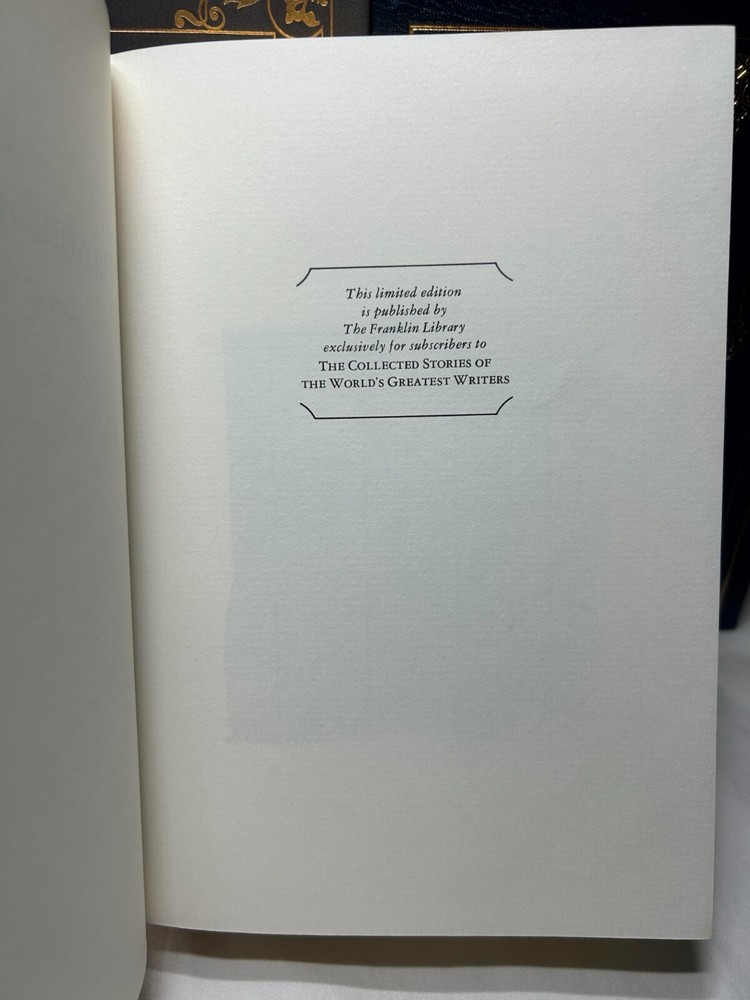 This limited edition
is published by
The Franklin Library
exclusively for subscribers to
THE COLLECTED STORIES OF
THE WORLD'S GREATEST WRITERS